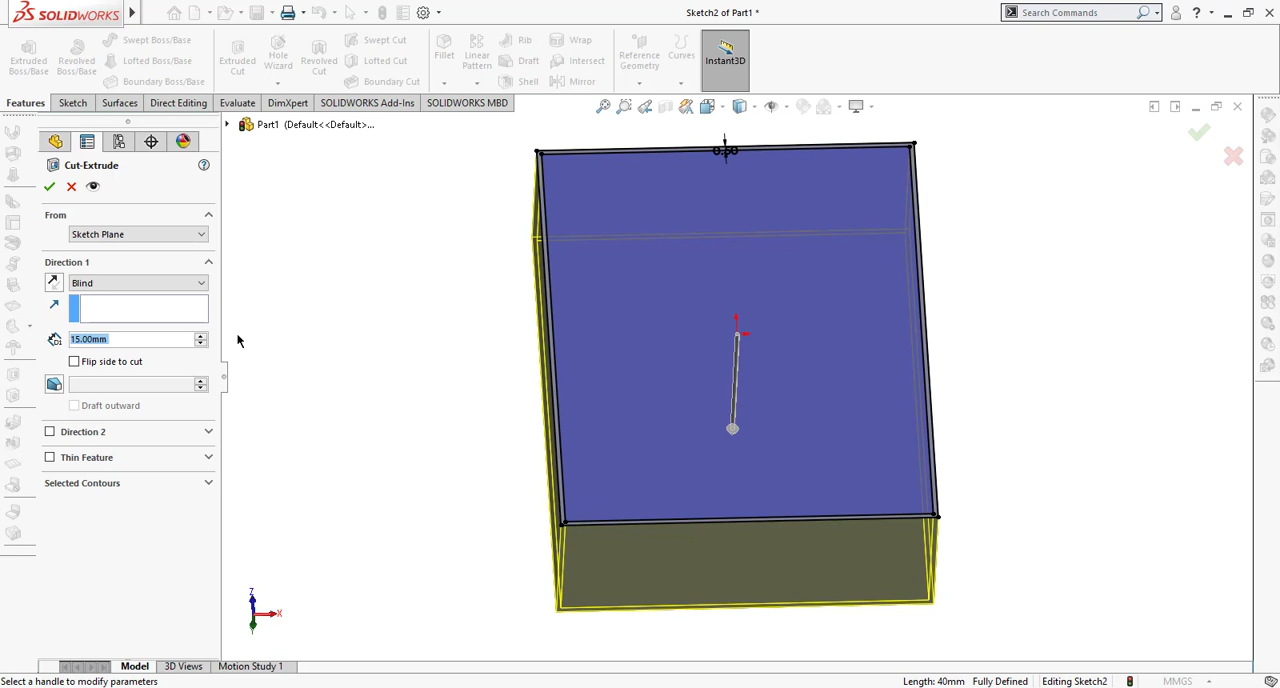 SOLIDWORKS
Sketch2 of Part1 *
Search Commands
Extruded Boss/Base
Revolved Boss/Base
Swept Boss/Base
Lofted Boss/Base
Boundary Boss/Base
Extruded Cut
Hole Wizard
Revolved Cut
Swept Cut
Lofted Cut
Boundary Cut
Fillet
Linear Pattern
Rib
Draft
Shell
Wrap
Intersect
Mirror
Reference Geometry
Curves
Instant3D
Features
Sketch
Surfaces
Direct Editing
Evaluate
DimXpert
SOLIDWORKS Add-Ins
SOLIDWORKS MBD
Part1 (Default<<Default>...
Cut-Extrude
From
Sketch Plane
Direction 1
Blind
15.00mm
Flip side to cut
Draft outward
Direction 2
Thin Feature
Selected Contours
0.50
Z
X
Y
Model
3D Views
Motion Study 1
Select a handle to modify parameters
Length: 40mm
Fully Defined
Editing Sketch2
MMGS